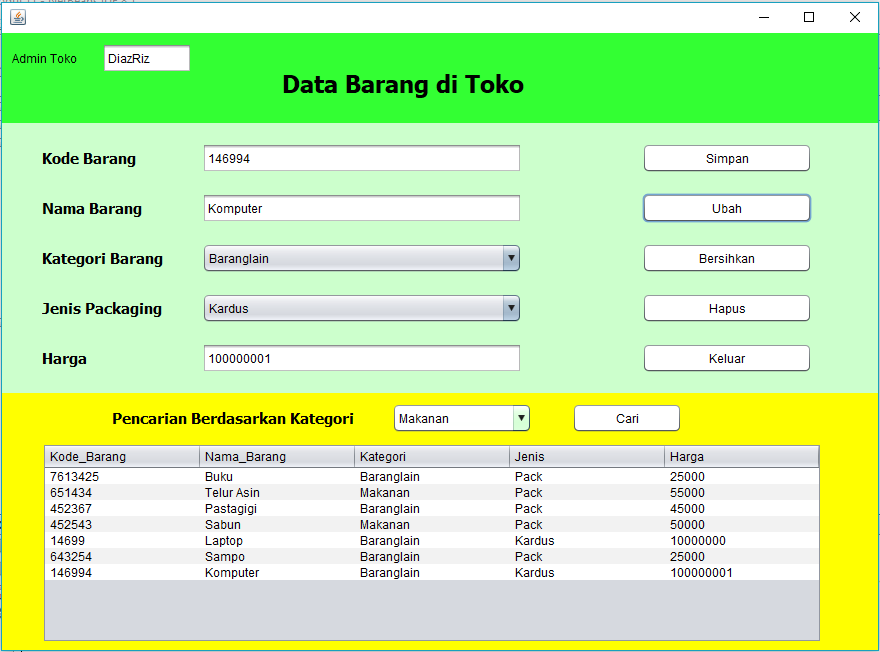 Admin Toko DiazRiz
Data Barang di Toko
Kode Barang 146994 Simpan
Nama Barang Komputer Ubah
Kategori Barang Baranglain Bersihkan
Jenis Packaging Kardus Hapus
Harga 100000001 Keluar
Pencarian Berdasarkan Kategori Makanan Cari
Kode_Barang Nama_Barang Kategori Jenis Harga
7613425 Buku Baranglain Pack 25000
651434 Telur Asin Makanan Pack 55000
452367 Pastagigi Baranglain Pack 45000
452543 Sabun Makanan Pack 50000
14699 Laptop Baranglain Kardus 10000000
643254 Sampo Baranglain Pack 25000
146994 Komputer Baranglain Kardus 100000001